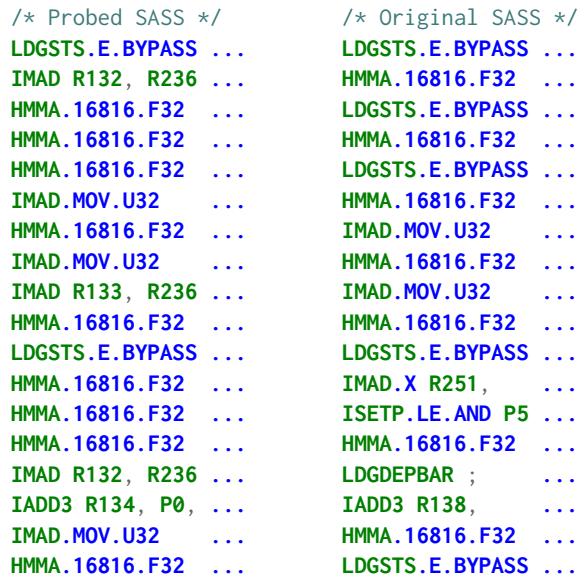 /* Probed SASS */ /* Original SASS */
LDGSTS.E.BYPASS ... LDGSTS.E.BYPASS ...
IMAD R132, R236 ... HMMA.16816.F32 ...
HMMA.16816.F32 ... LDGSTS.E.BYPASS ...
HMMA.16816.F32 ... HMMA.16816.F32 ...
HMMA.16816.F32 ... LDGSTS.E.BYPASS ...
IMAD.MOV.U32 ... HMMA.16816.F32 ...
HMMA.16816.F32 ... IMAD.MOV.U32 ...
IMAD.MOV.U32 ... HMMA.16816.F32 ...
IMAD R133, R236 ... IMAD.MOV.U32 ...
HMMA.16816.F32 ... HMMA.16816.F32 ...
LDGSTS.E.BYPASS ... LDGSTS.E.BYPASS ...
HMMA.16816.F32 ... IMAD.X R251, ...
HMMA.16816.F32 ... ISETP.LE.AND P5 ...
HMMA.16816.F32 ... HMMA.16816.F32 ...
IMAD R132, R236 ... LDGDEPBAR ; ...
IADD3 R134, P0, ... IADD3 R138, ...
IMAD.MOV.U32 ... HMMA.16816.F32 ...
HMMA.16816.F32 ... LDGSTS.E.BYPASS ...